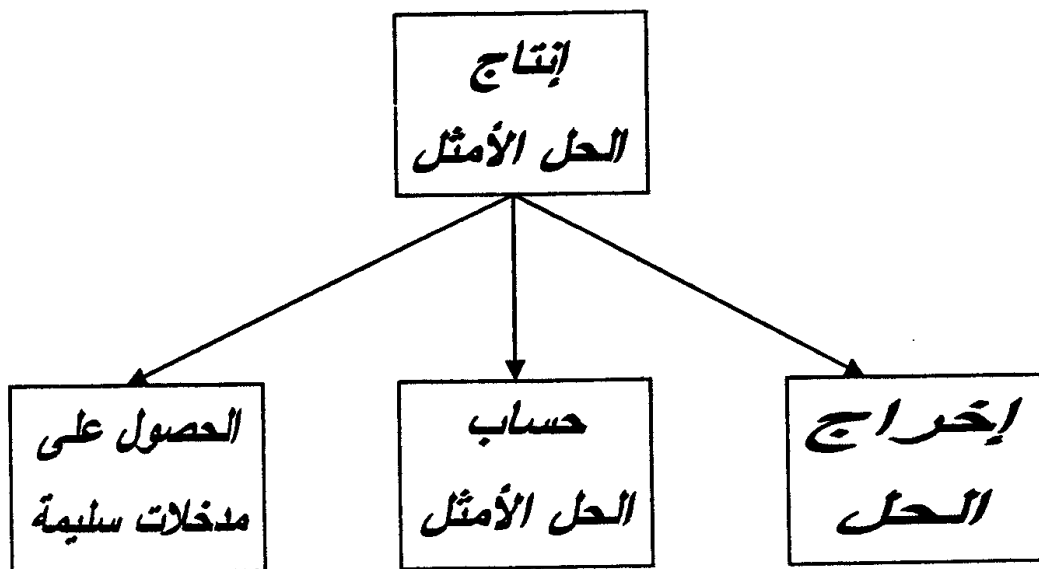 إنتاج
الحل الأمثل
الحصول على
مدخلات سليمة
حساب
الحل الأمثل
إخراج
الحل